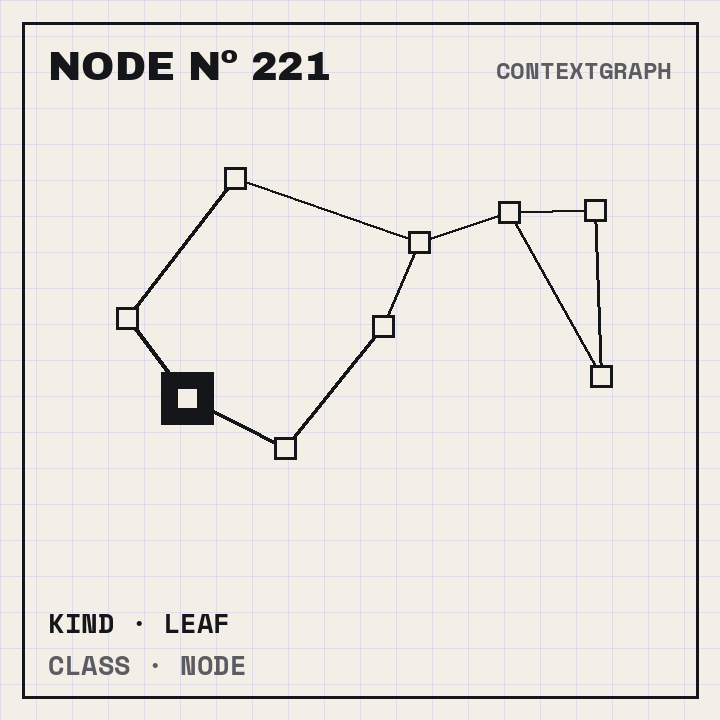 NODE Nº 221
CONTEXTGRAPH
KIND · LEAF
CLASS · NODE